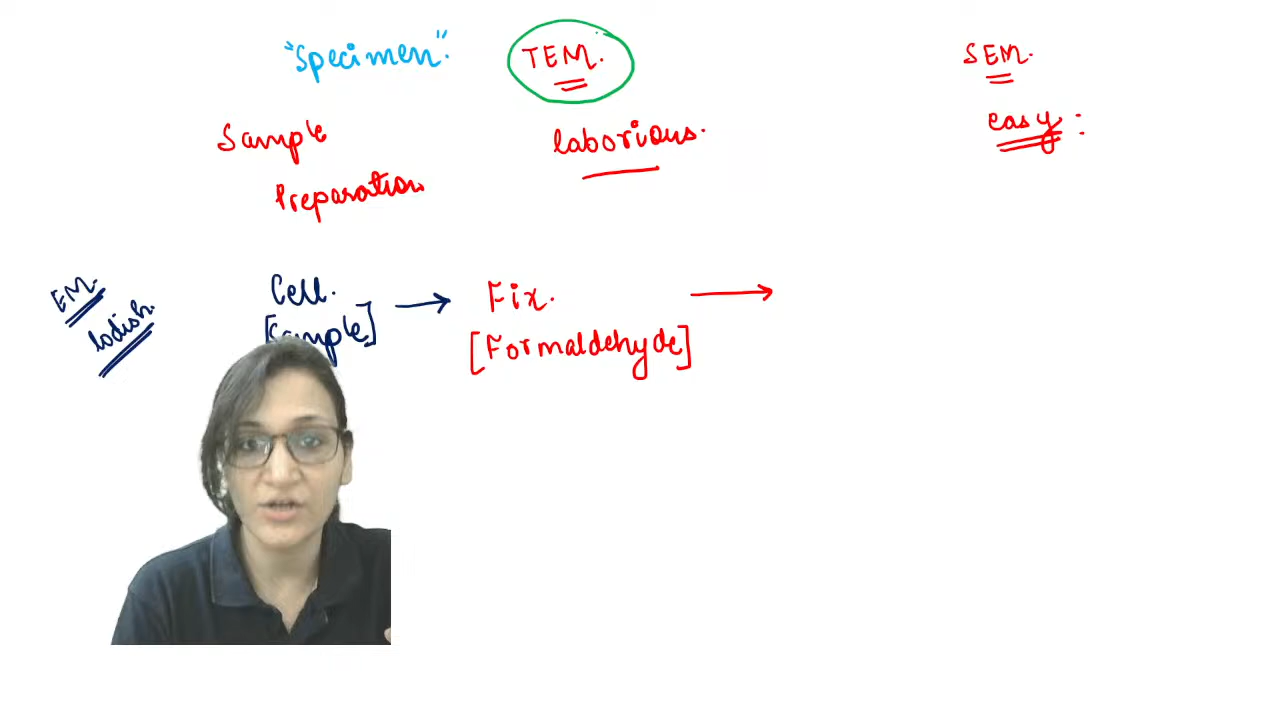 "Specimen". TEM. SEM.
Sample laborious. easy:
Preparation
EM. Cell. → Fix. →
lodish. [Sample] [Formaldehyde]